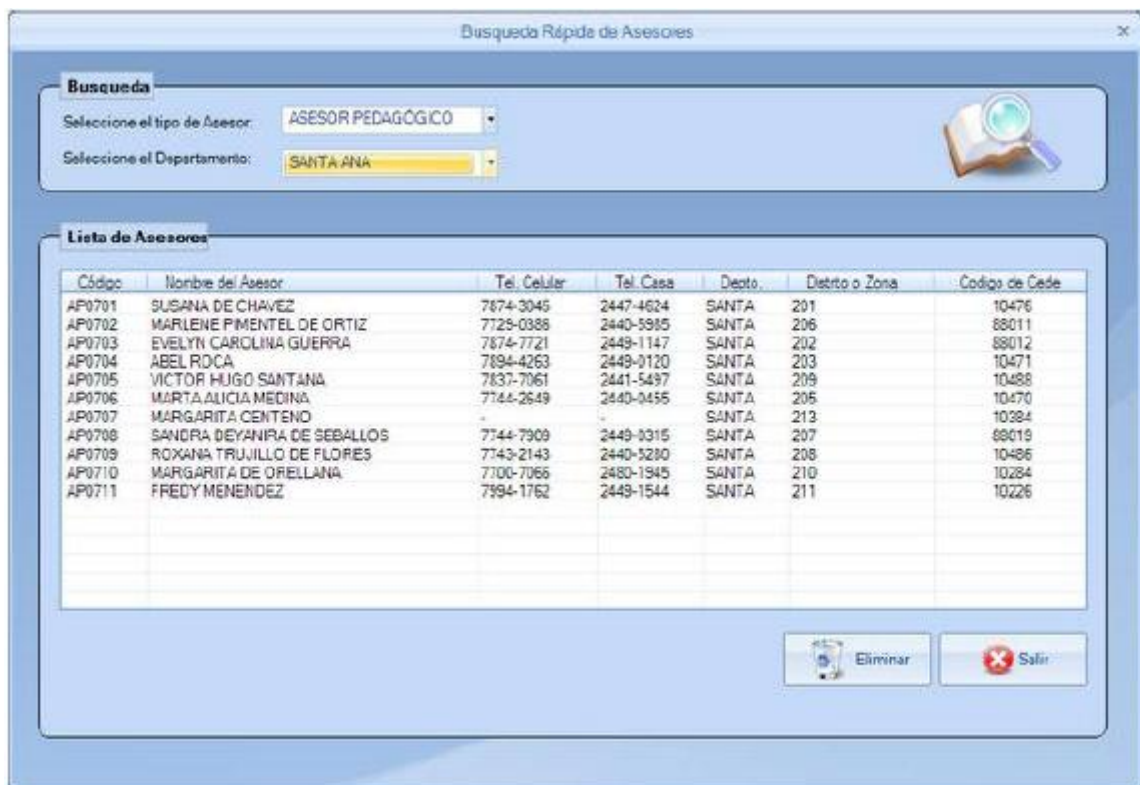 Busqueda Rápida de Asesores
Busqueda
Seleccione el tipo de Asesor: ASESOR PEDAGÓGICO
Seleccione el Departamento: SANTA ANA
Lista de Asesores
Código Nombre del Asesor Tel. Celular Tel. Casa Depto. Distrito o Zona Codigo de Cede
AP0701 SUSANA DE CHAVEZ 7874-3045 2447-4624 SANTA 201 10476
AP0702 MARLENE PIMENTEL DE ORTIZ 7729-0386 2440-5985 SANTA 206 88011
AP0703 EVELYN CAROLINA GUERRA 7874-7721 2449-1147 SANTA 202 88012
AP0704 ABEL ROCA 7894-4263 2449-0120 SANTA 203 10471
AP0705 VICTOR HUGO SANTANA 7837-7061 2441-5497 SANTA 209 10488
AP0706 MARTA ALICIA MEDINA 7744-2649 2440-0455 SANTA 205 10470
AP0707 MARGARITA CENTENO - - SANTA 213 10384
AP0708 SANDRA DEYANIRA DE SEBALLOS 7744-7909 2449-0315 SANTA 207 88019
AP0709 ROXANA TRUJILLO DE FLORES 7743-2143 2440-5280 SANTA 208 10486
AP0710 MARGARITA DE ORELLANA 7700-7066 2480-1945 SANTA 210 10284
AP0711 FREDY MENENDEZ 7994-1762 2449-1544 SANTA 211 10226
Eliminar Salir